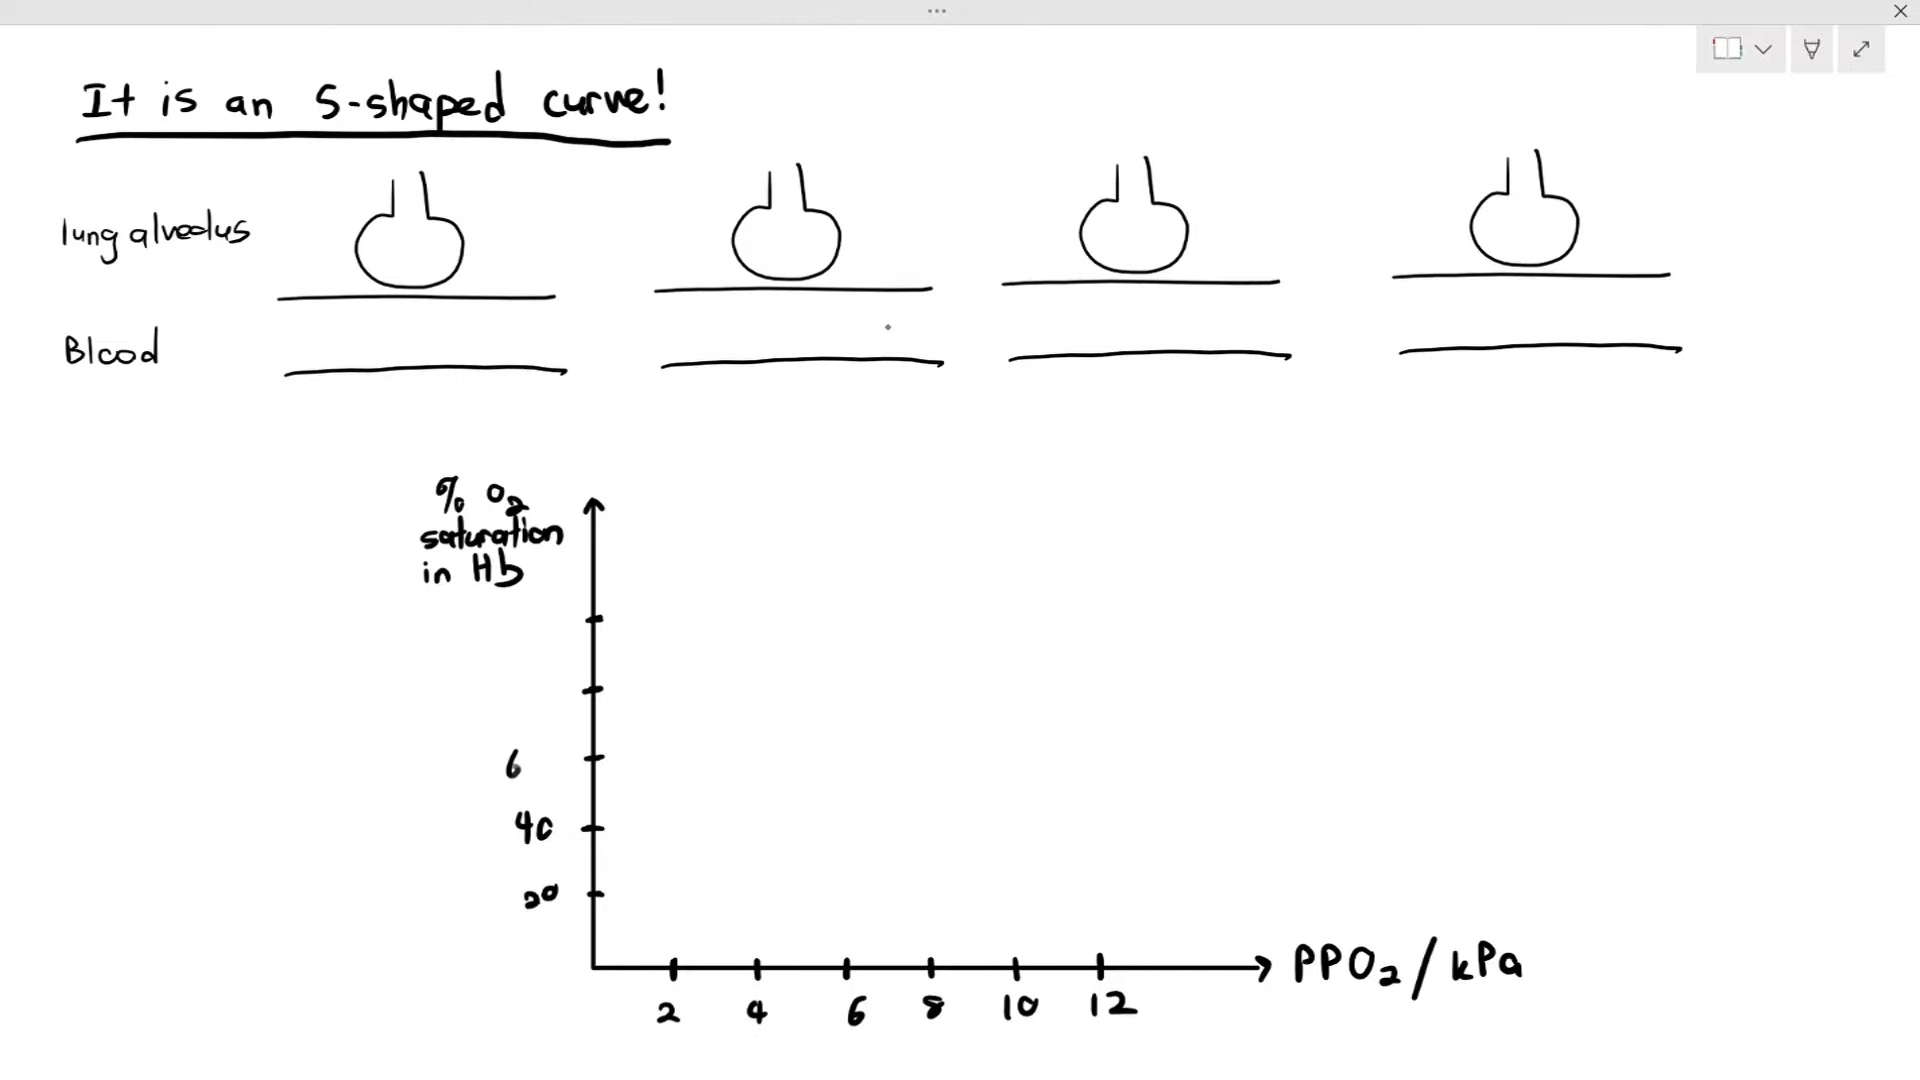 It is an S-shaped curve!
lung alveolus
Blood
% O₂
saturation
in Hb
6
40
20
2 4 6 8 10 12
PPO₂/kPa